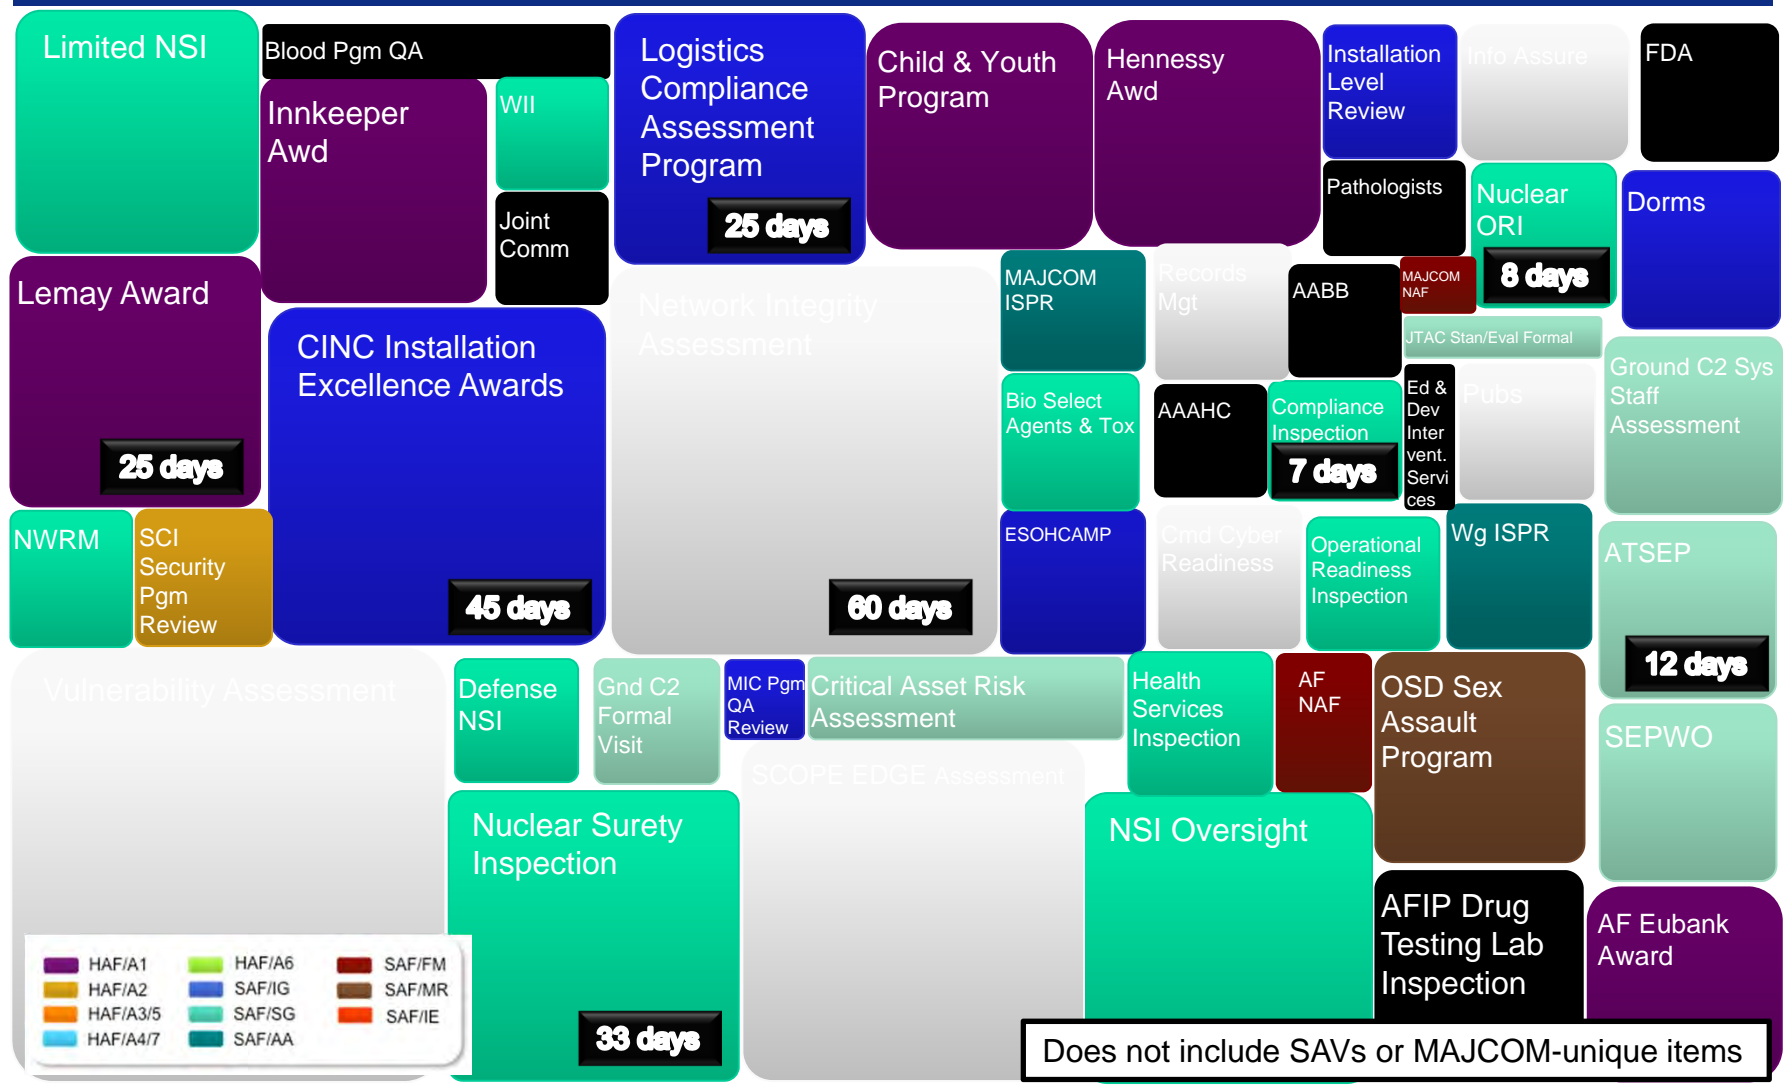 Limited NSI
Blood Pgm QA
Innkeeper
Awd
WII
Joint
Comm
Logistics
Compliance
Assessment
Program
25 days
Child & Youth
Program
Hennessy
Awd
Installation
Level
Review
Info Assure
FDA
Pathologists
Nuclear
ORI
8 days
Dorms
Lemay Award
25 days
CINC Installation
Excellence Awards
45 days
Network Integrity
Assessment
60 days
MAJCOM
ISPR
Records
Mgt
AABB
MAJCOM
NAF
JTAC Stan/Eval Formal
Ground C2 Sys
Staff
Assessment
Bio Select
Agents & Tox
AAAHC
Compliance
Inspection
7 days
Ed &
Dev
Inter
vent.
Servi
ces
Pubs
NWRM
SCI
Security
Pgm
Review
ESOHCAMP
Cmd Cyber
Readiness
Operational
Readiness
Inspection
Wg ISPR
ATSEP
12 days
Vulnerability Assessment
Defense
NSI
Gnd C2
Formal
Visit
MIC Pgm
QA
Review
Critical Asset Risk
Assessment
Health
Services
Inspection
AF
NAF
OSD Sex
Assault
Program
SEPWO
SCOPE EDGE Assessment
Nuclear Surety
Inspection
33 days
NSI Oversight
AFIP Drug
Testing Lab
Inspection
AF Eubank
Award
HAF/A1
HAF/A2
HAF/A3/5
HAF/A4/7
HAF/A6
SAF/IG
SAF/SG
SAF/AA
SAF/FM
SAF/MR
SAF/IE
Does not include SAVs or MAJCOM-unique items